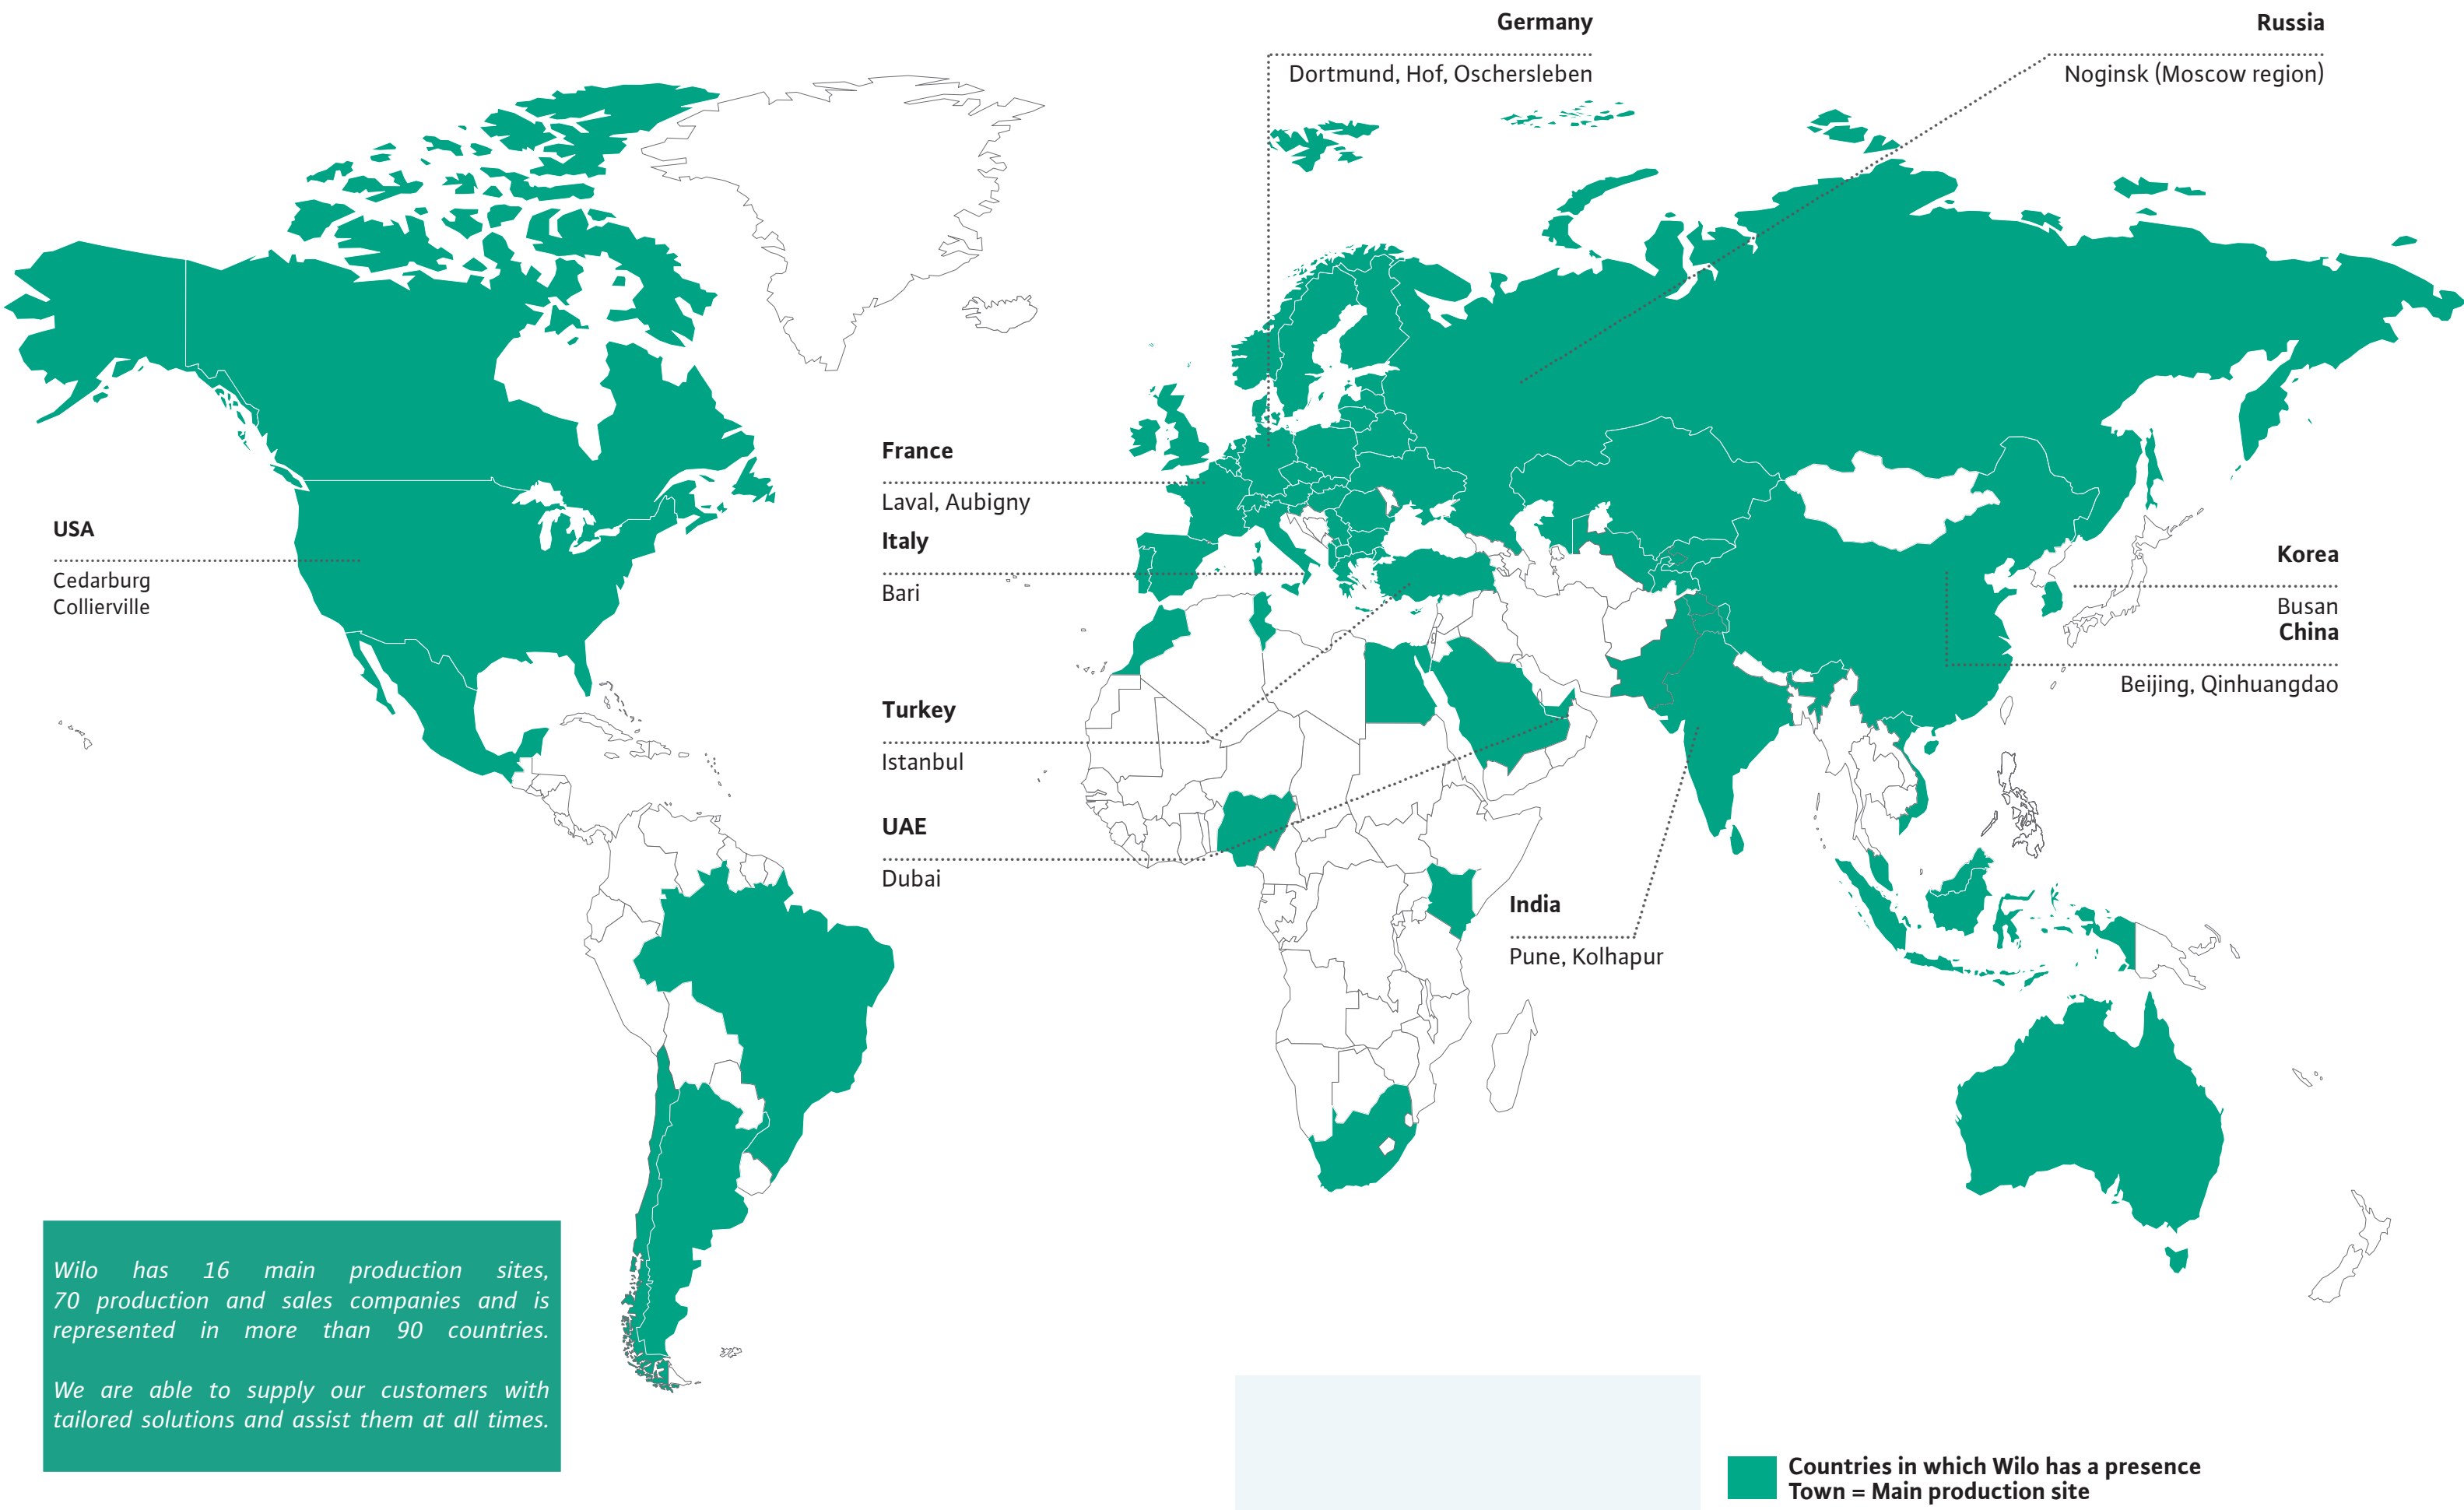 Germany
Dortmund, Hof, Oschersleben
Russia
Noginsk (Moscow region)
France
Laval, Aubigny
Italy
Bari
USA
Cedarburg
Collierville
Korea
Busan
China
Beijing, Qinhuangdao
Turkey
Istanbul
UAE
Dubai
India
Pune, Kolhapur
Wilo has 16 main production sites,
70 production and sales companies and is
represented in more than 90 countries.
We are able to supply our customers with
tailored solutions and assist them at all times.
Countries in which Wilo has a presence
Town = Main production site